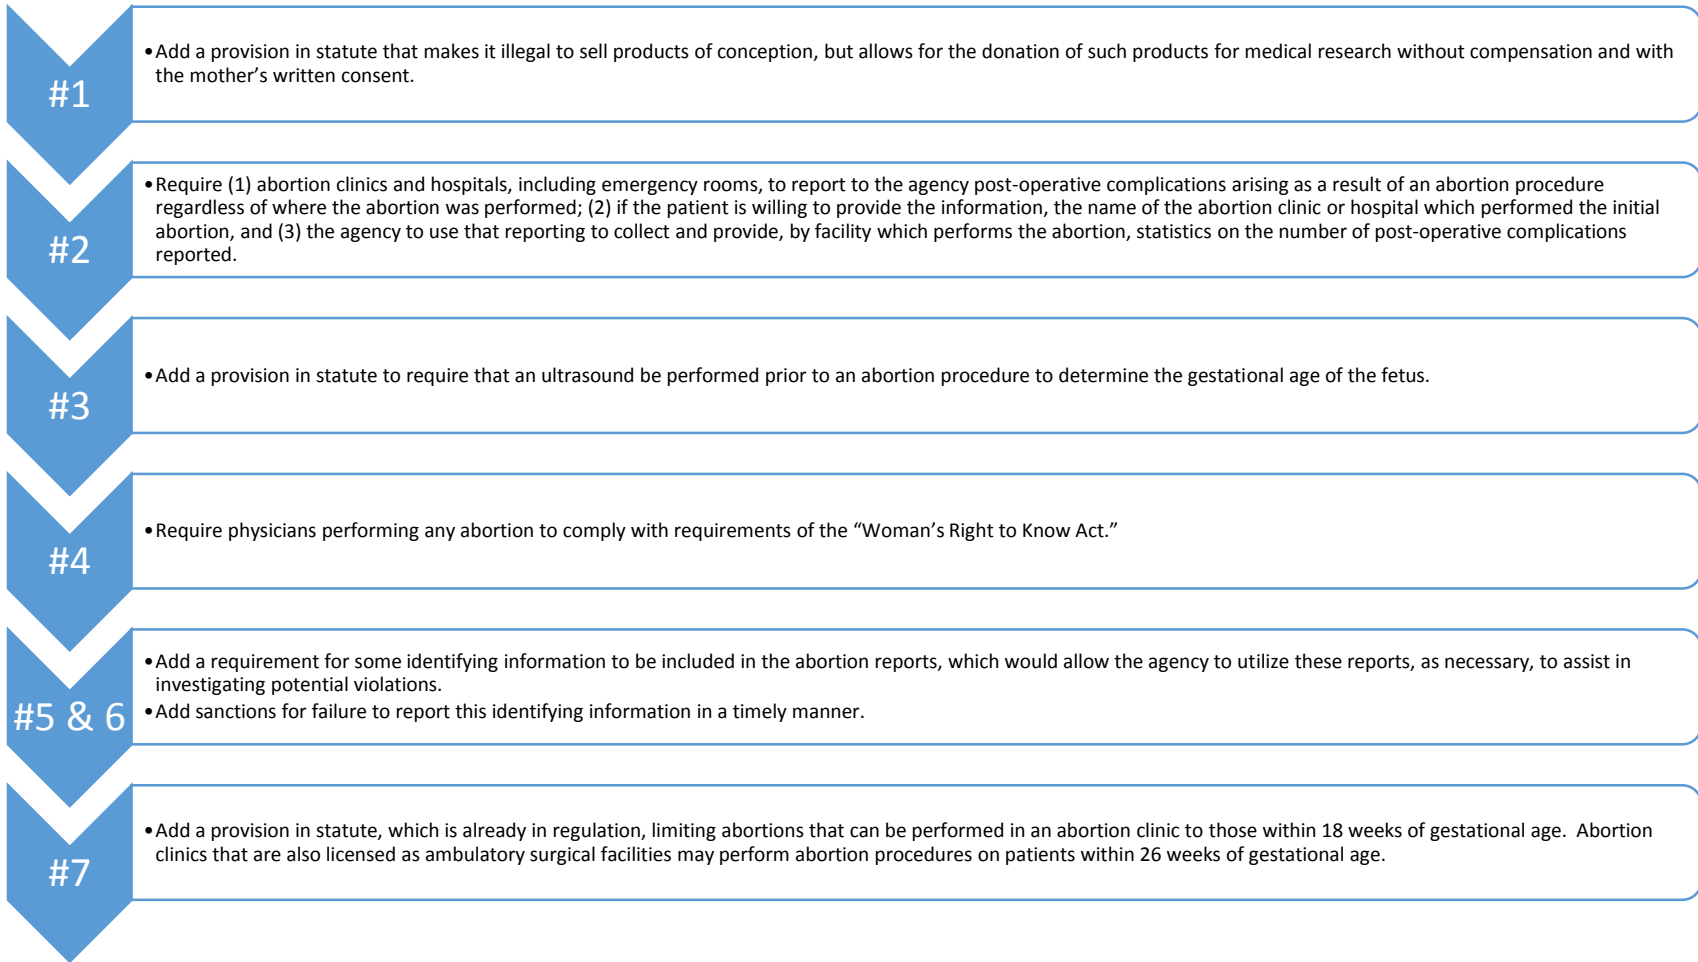 #1
•Add a provision in statute that makes it illegal to sell products of conception, but allows for the donation of such products for medical research without compensation and with
the mother’s written consent.
#2
•Require (1) abortion clinics and hospitals, including emergency rooms, to report to the agency post-operative complications arising as a result of an abortion procedure
regardless of where the abortion was performed; (2) if the patient is willing to provide the information, the name of the abortion clinic or hospital which performed the initial
abortion, and (3) the agency to use that reporting to collect and provide, by facility which performs the abortion, statistics on the number of post-operative complications
reported.
#3
•Add a provision in statute to require that an ultrasound be performed prior to an abortion procedure to determine the gestational age of the fetus.
#4
•Require physicians performing any abortion to comply with requirements of the “Woman’s Right to Know Act.”
#5 & 6
•Add a requirement for some identifying information to be included in the abortion reports, which would allow the agency to utilize these reports, as necessary, to assist in
investigating potential violations.
•Add sanctions for failure to report this identifying information in a timely manner.
#7
•Add a provision in statute, which is already in regulation, limiting abortions that can be performed in an abortion clinic to those within 18 weeks of gestational age.  Abortion
clinics that are also licensed as ambulatory surgical facilities may perform abortion procedures on patients within 26 weeks of gestational age.